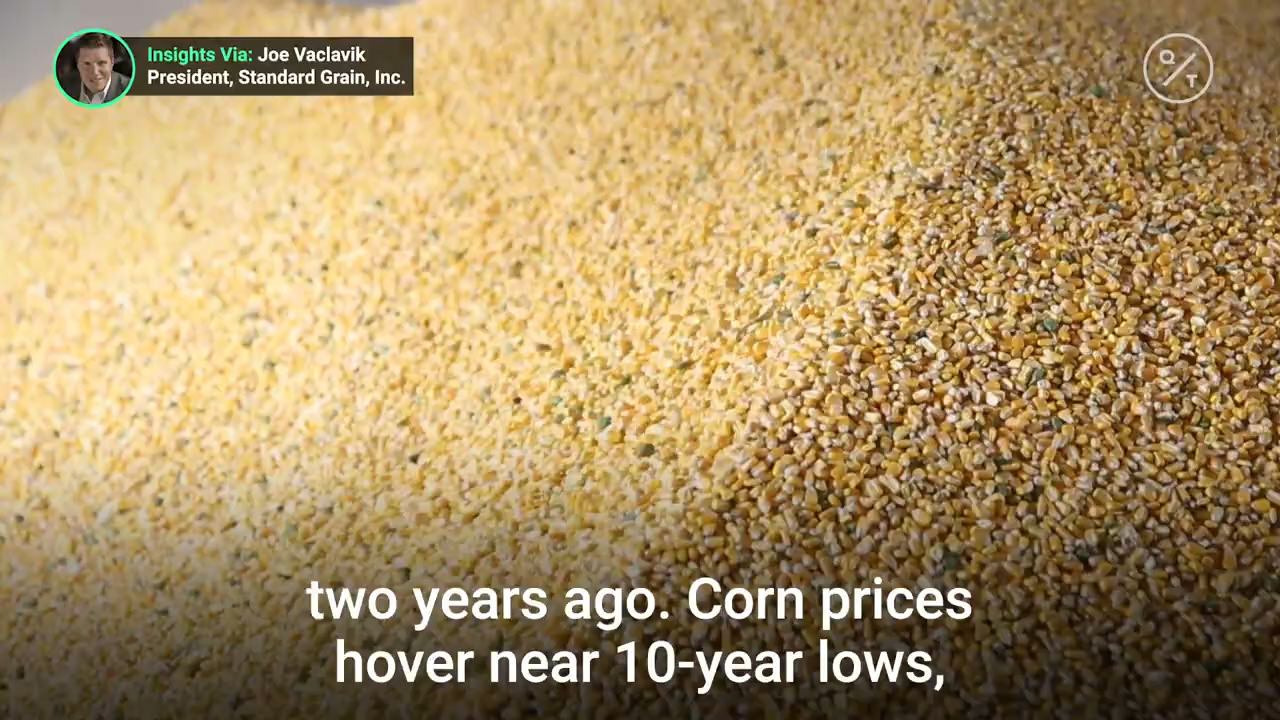 Insights Via: Joe Vaclavik
President, Standard Grain, Inc.
Q
T
two years ago. Corn prices
hover near 10-year lows,